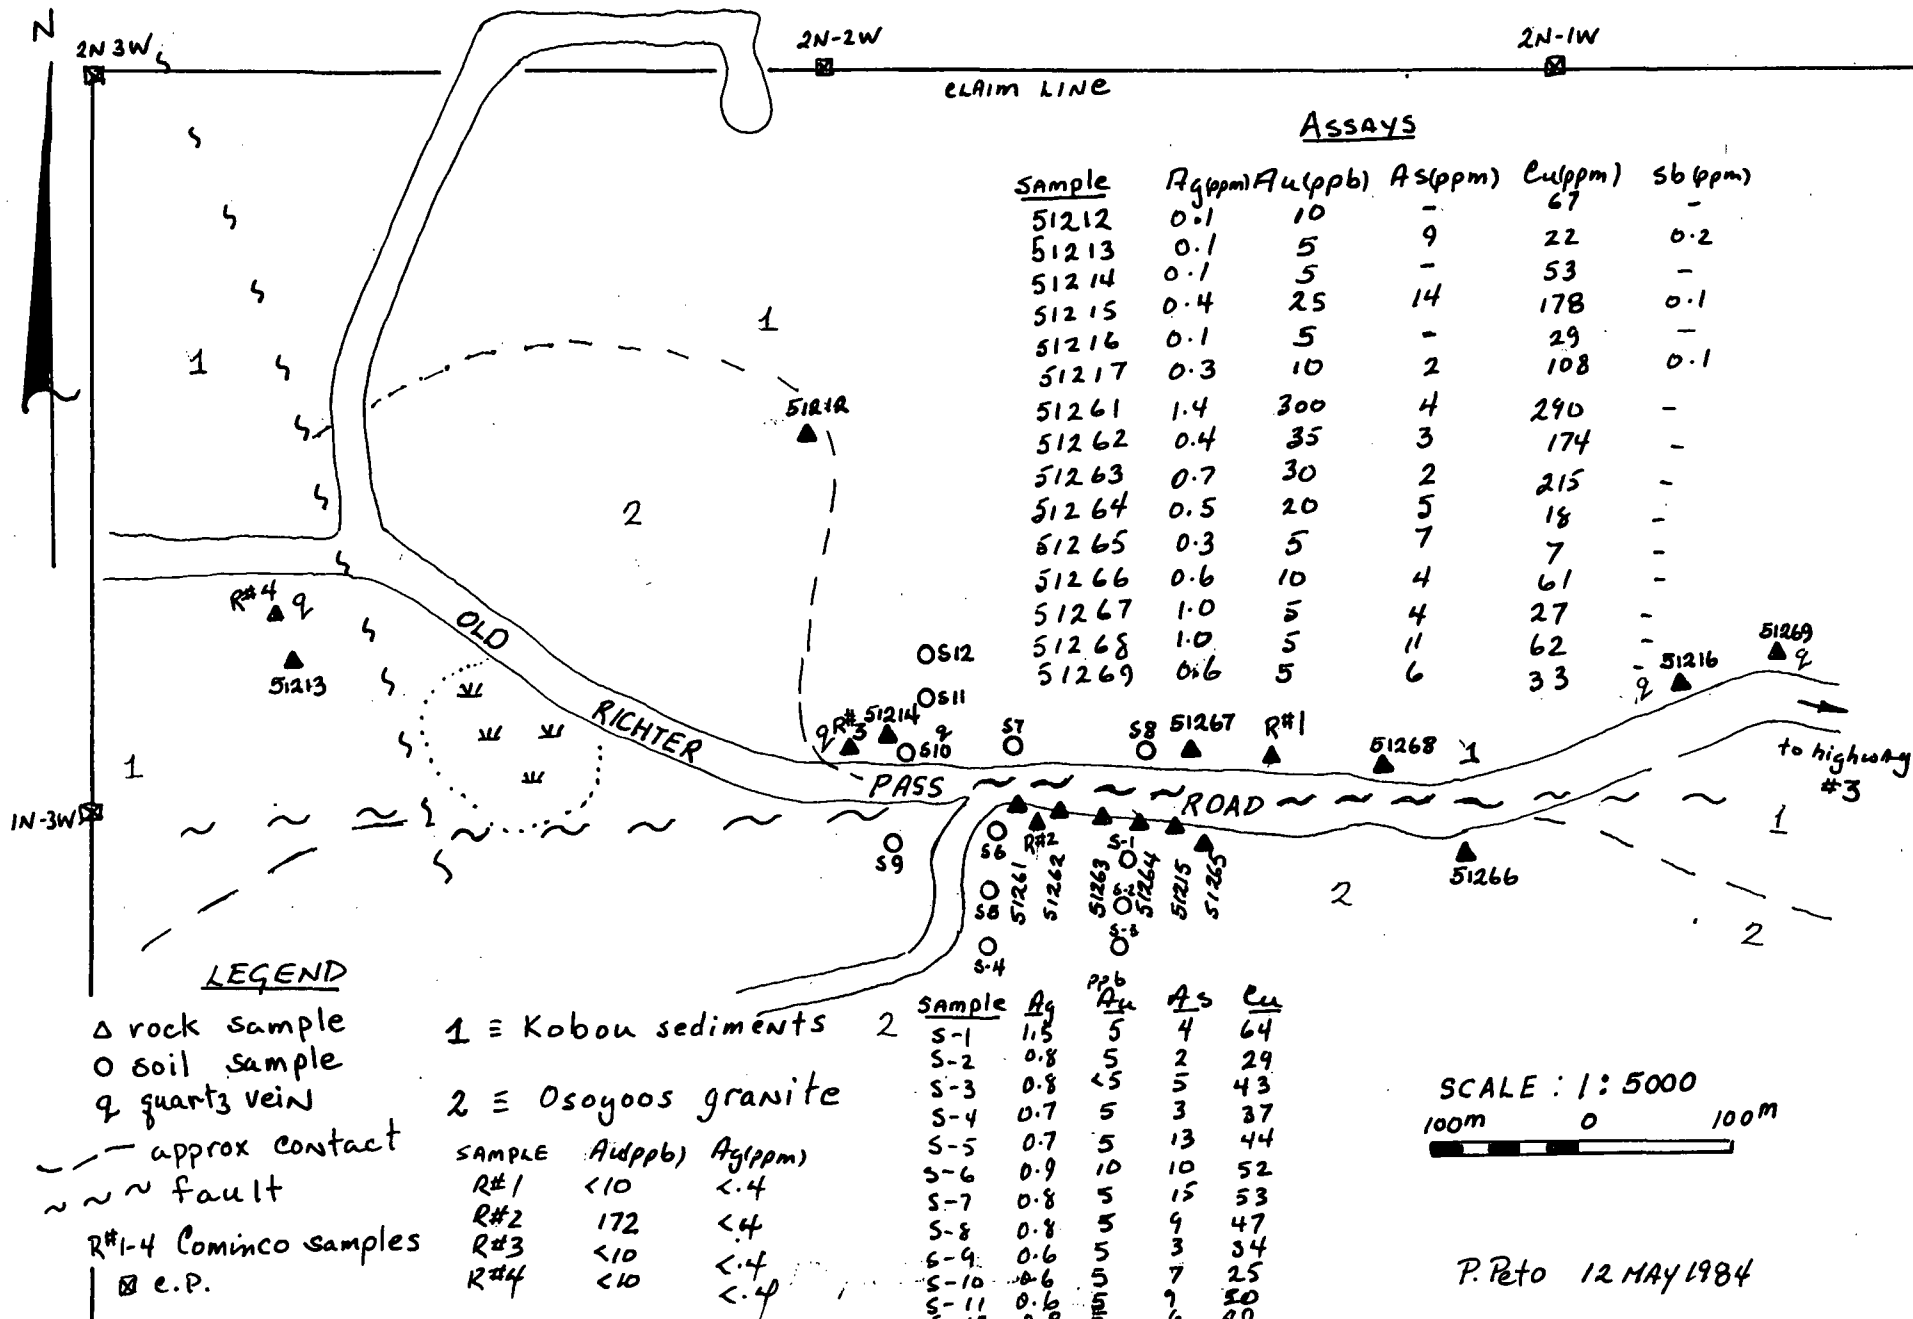 N
2N 3W
2N-2W
2N-1W
CLAIM LINE
ASSAYS
SAMPLE Ag(ppm) Au(ppb) As(ppm) Cu(ppm) Sb(ppm)
51212 0.1 10 - 67 -
51213 0.1 5 9 22 0.2
51214 0.1 5 - 53 -
51215 0.4 25 14 178 0.1
51216 0.1 5 - 29 -
51217 0.3 10 2 108 0.1
51261 1.4 300 4 290 -
51262 0.4 35 3 174 -
51263 0.7 30 2 215 -
51264 0.5 20 5 18 -
51265 0.3 5 7 7 -
51266 0.6 10 4 61 -
51267 1.0 5 4 27 -
51268 1.0 5 11 62 -
51269 0.6 5 6 33 -
1
1
51212
2
R#4 q
51213
OLD
RICHTER
PASS
ROAD
S12
S11
q R#3 51214 q
S10
S7
S8 51267
R#1
51268
1
q 51216
51269
q
to highway
#3
1
1N-3W
1
S9
S6
S5
S-4
51261
R#2
51262
51263
S-1
S-2
S-3
51264
51215
51265
51266
2
2
2
LEGEND
△ rock sample
O soil sample
q quartz vein
approx contact
~ ~ ~ fault
R#1-4 Cominco samples
⊠ C.P.
1 ≡ Kobou sediments
2 ≡ Osoyoos granite
SAMPLE Au(ppb) Ag(ppm)
R#1 <10 <.4
R#2 172 <4
R#3 <10 <.4
R#4 <10 <.4
ppb
SAMPLE Ag Au As Cu
S-1 1.5 5 4 64
S-2 0.8 5 2 29
S-3 0.8 <5 5 43
S-4 0.7 5 3 37
S-5 0.7 5 13 44
S-6 0.9 10 10 52
S-7 0.8 5 15 53
S-8 0.8 5 9 47
S-9 0.6 5 3 34
S-10 0.6 5 7 25
S-11 0.6 5 9
SCALE : 1:5000
100m 0 100m
P. Peto 12 MAY 1984